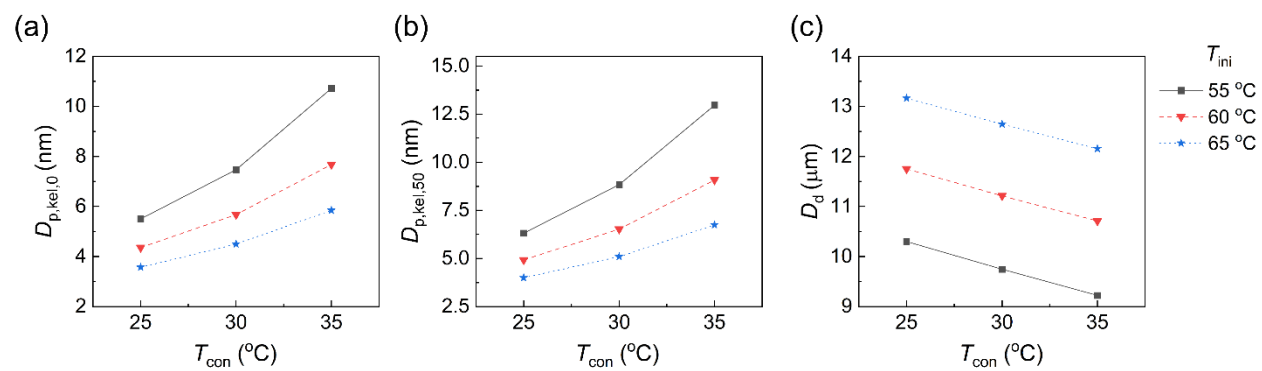 (a)
12
10
8
6
4
2
D_p,kel,0 (nm)
25 30 35
T_con (°C)
(b)
15.0
12.5
10.0
7.5
5.0
2.5
D_p,kel,50 (nm)
25 30 35
T_con (°C)
(c)
14
13
12
11
10
9
D_d (μm)
25 30 35
T_con (°C)
T_ini
55 °C
60 °C
65 °C